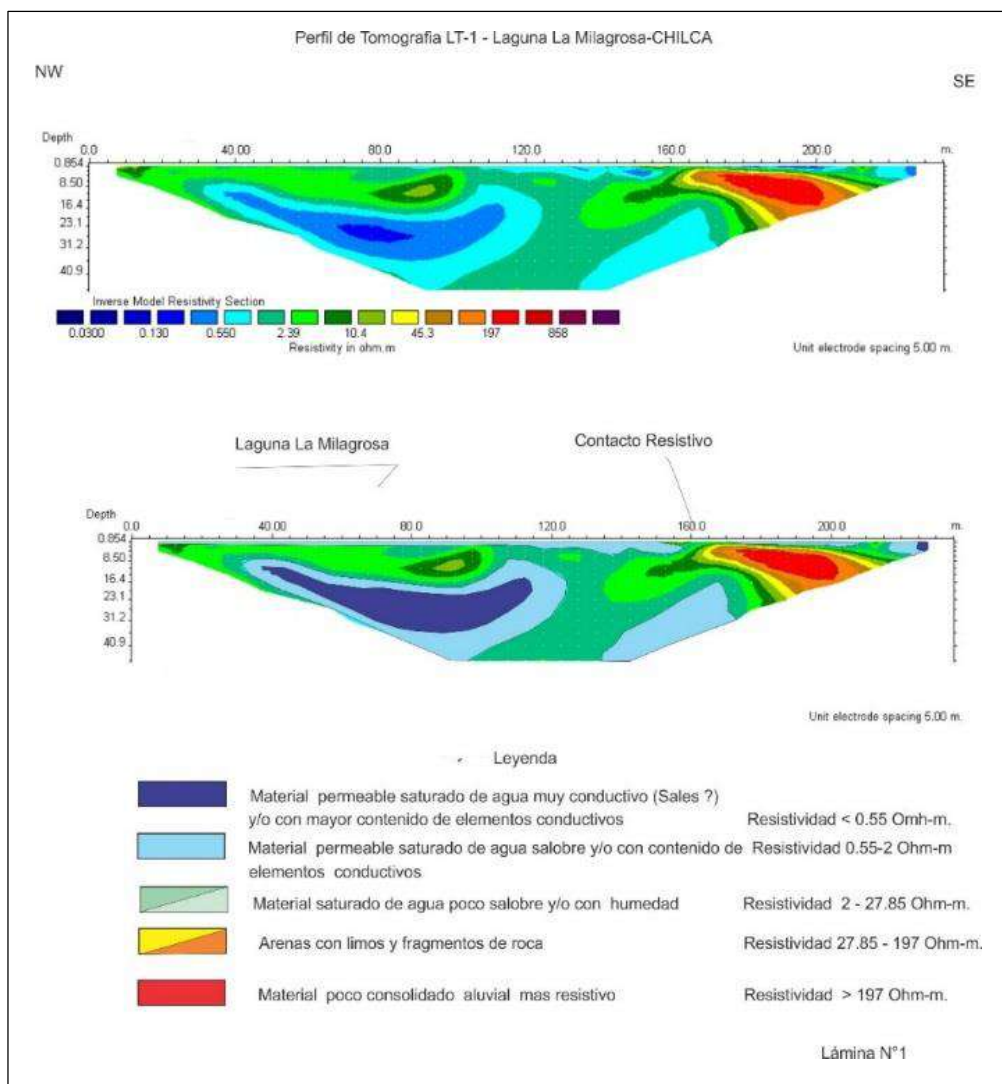 Perfil de Tomografia LT-1 - Laguna La Milagrosa-CHILCA
NW
SE
Depth
0.0 40.00 80.0 120.0 160.0 200.0 m.
0.854
8.50
16.4
23.1
31.2
40.9
Inverse Model Resistivity Section
0.0300 0.130 0.550 2.39 10.4 45.3 197 858
Resistivity in ohm.m
Unit electrode spacing 5.00 m.
Laguna La Milagrosa
Contacto Resistivo
Depth
0.0 40.00 80.0 120.0 160.0 200.0 m.
0.854
8.50
16.4
23.1
31.2
40.9
Unit electrode spacing 5.00 m.
Leyenda
Material permeable saturado de agua muy conductivo (Sales ?)
y/o con mayor contenido de elementos conductivos Resistividad < 0.55 Omh-m.
Material permeable saturado de agua salobre y/o con contenido de Resistividad 0.55-2 Ohm-m
elementos conductivos
Material saturado de agua poco salobre y/o con humedad Resistividad 2 - 27.85 Ohm-m.
Arenas con limos y fragmentos de roca Resistividad 27.85 - 197 Ohm-m.
Material poco consolidado aluvial mas resistivo Resistividad > 197 Ohm-m.
Lámina N°1